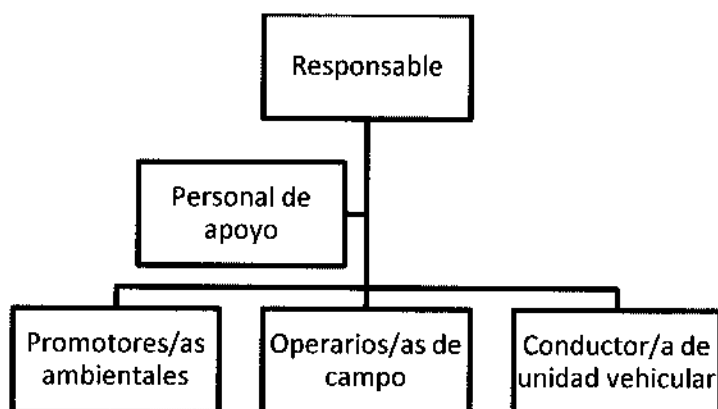 Responsable
Personal de
apoyo
Promotores/as
ambientales
Operarios/as de
campo
Conductor/a de
unidad vehicular